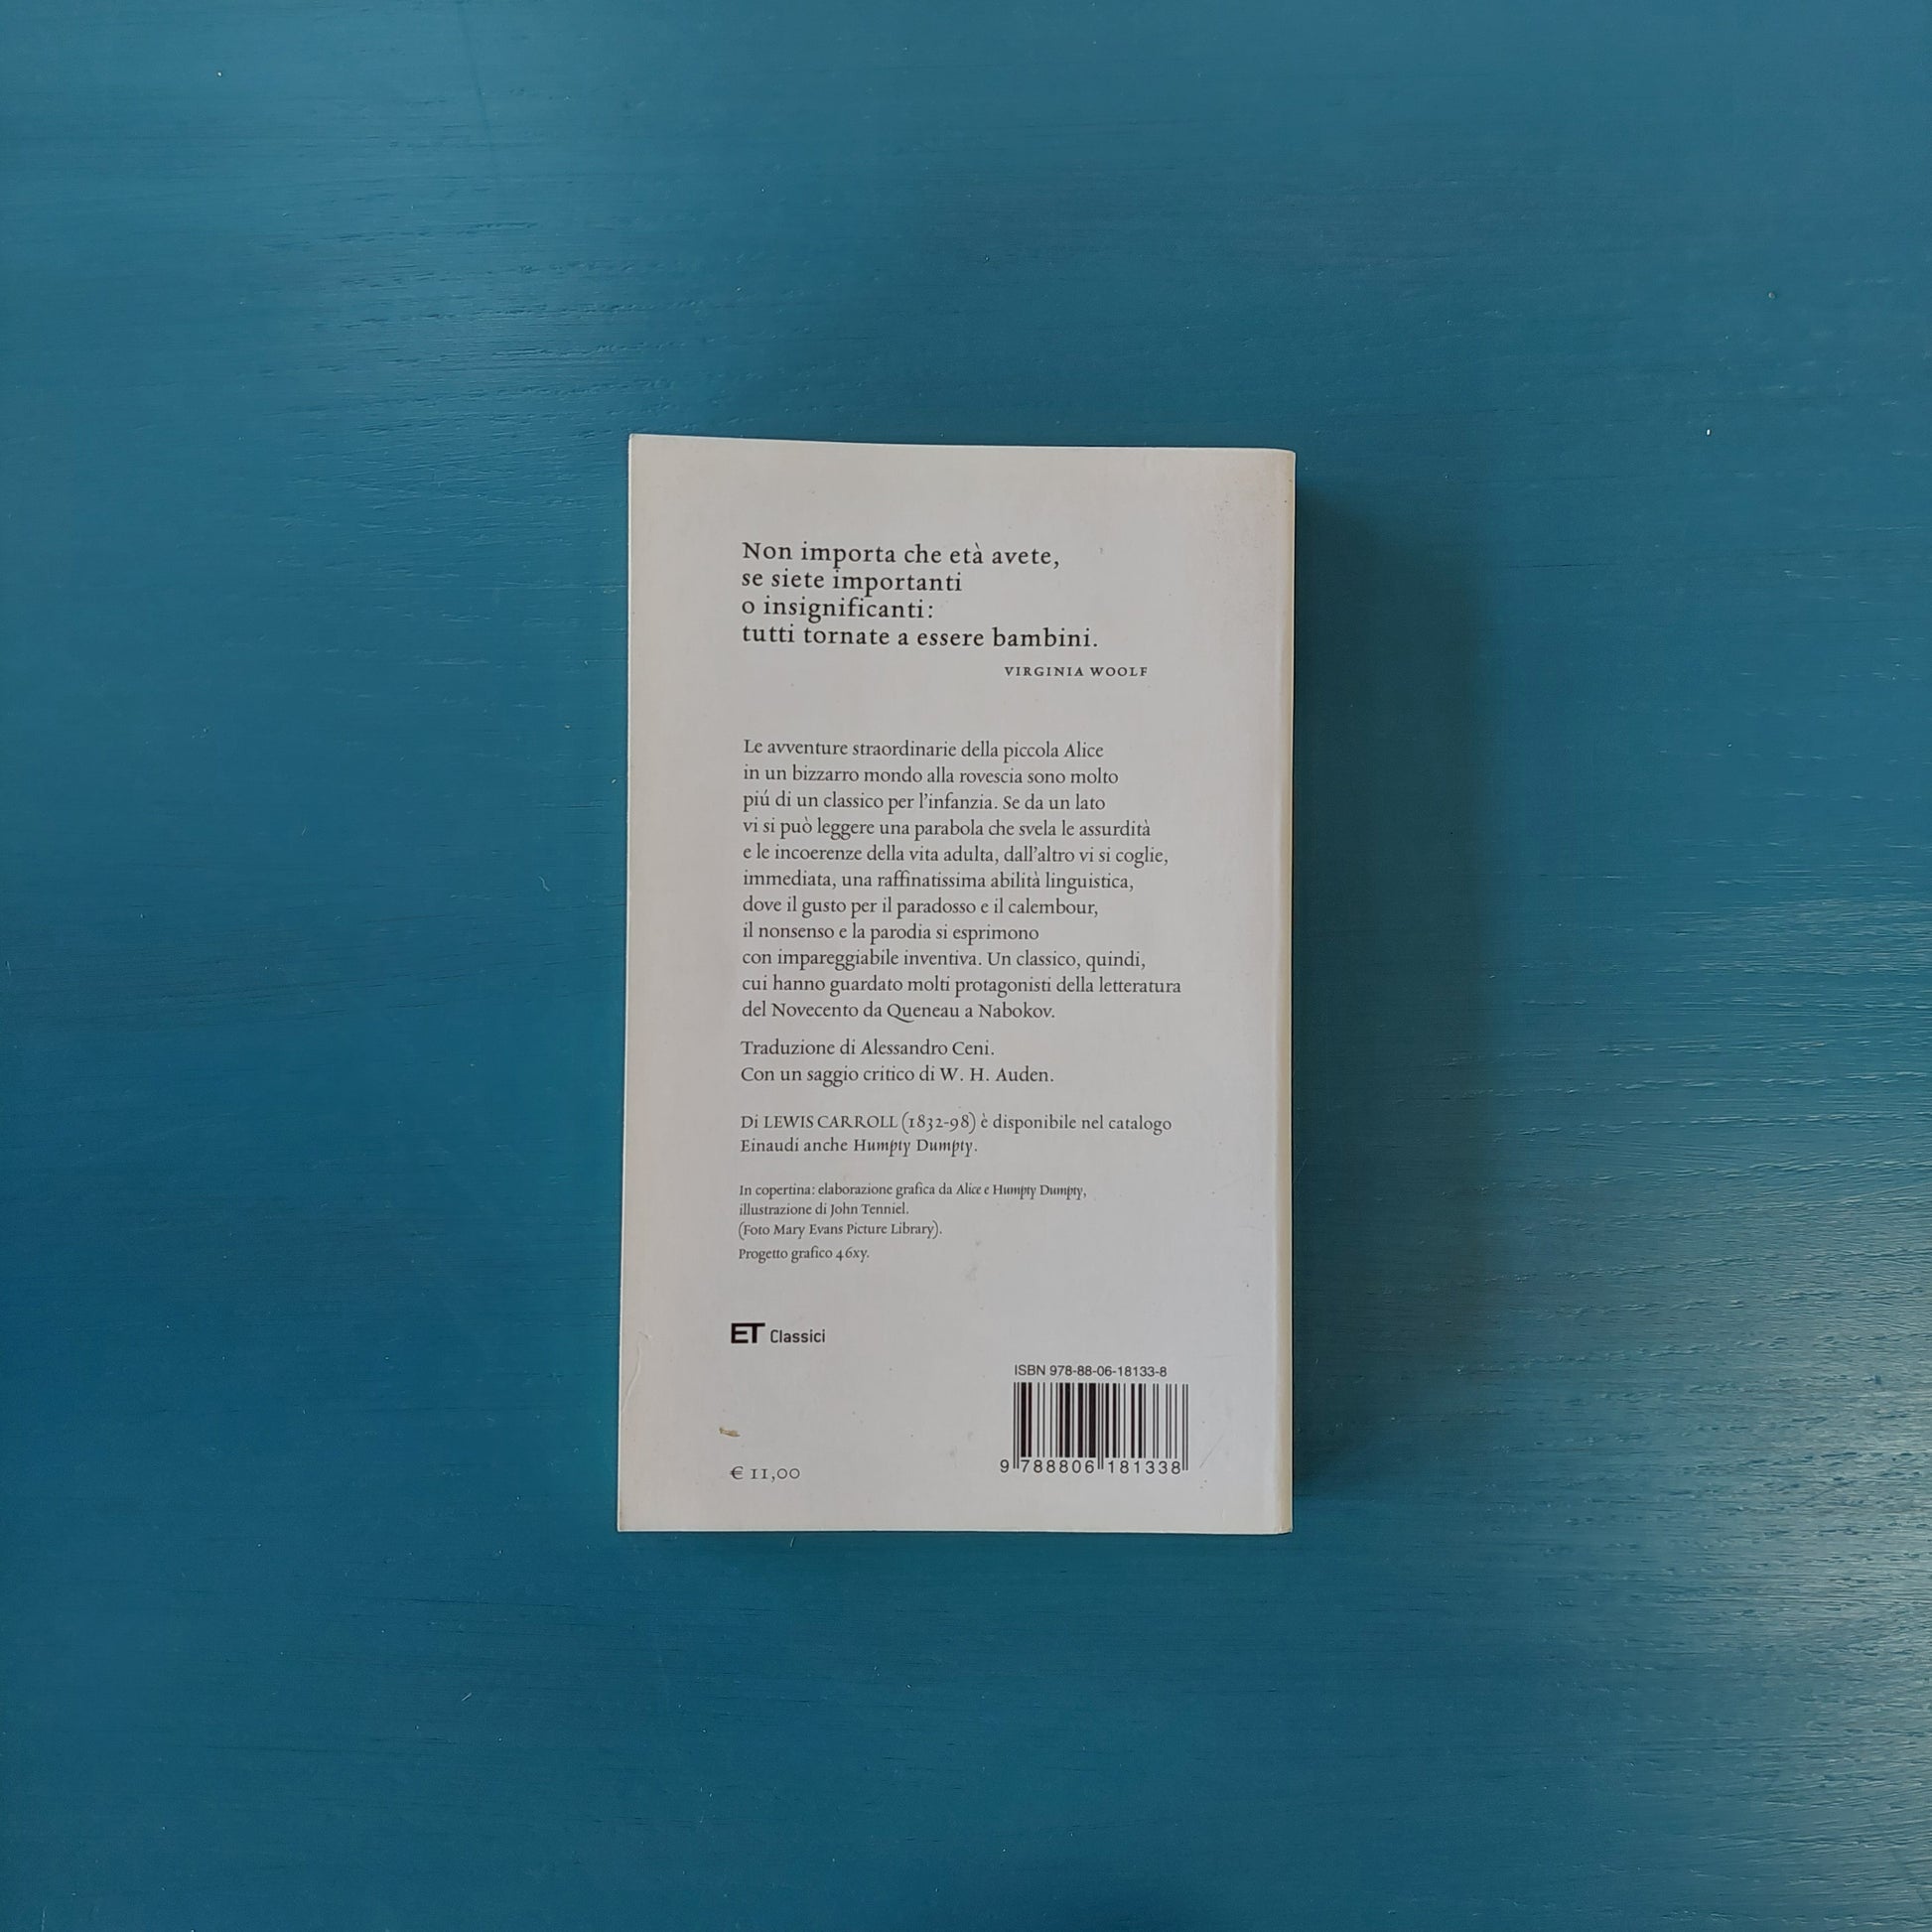 Non importa che età avete,
se siete importanti
o insignificanti:
tutti tornate a essere bambini.
VIRGINIA WOOLF
Le avventure straordinarie della piccola Alice
in un bizzarro mondo alla rovescia sono molto
piú di un classico per l'infanzia. Se da un lato
vi si può leggere una parabola che svela le assurdità
e le incoerenze della vita adulta, dall'altro vi si coglie,
immediata, una raffinatissima abilità linguistica,
dove il gusto per il paradosso e il calembour,
il nonsenso e la parodia si esprimono
con impareggiabile inventiva. Un classico, quindi,
cui hanno guardato molti protagonisti della letteratura
del Novecento da Queneau a Nabokov.
Traduzione di Alessandro Ceni.
Con un saggio critico di W. H. Auden.
Di LEWIS CARROLL (1832-98) è disponibile nel catalogo
Einaudi anche Humpty Dumpty.
In copertina: elaborazione grafica da Alice e Humpty Dumpty,
illustrazione di John Tenniel.
(Foto Mary Evans Picture Library).
Progetto grafico 46xy.
ET Classici
ISBN 978-88-06-18133-8
9 788806 181338
€ 11,00